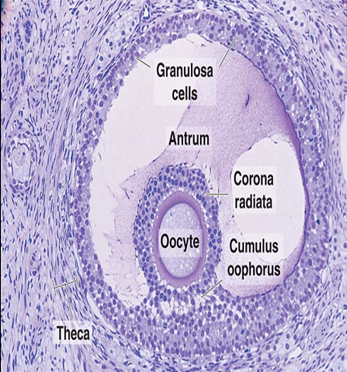 Granulosa
cells
Antrum
Corona
radiata
Oocyte
Cumulus
oophorus
Theca